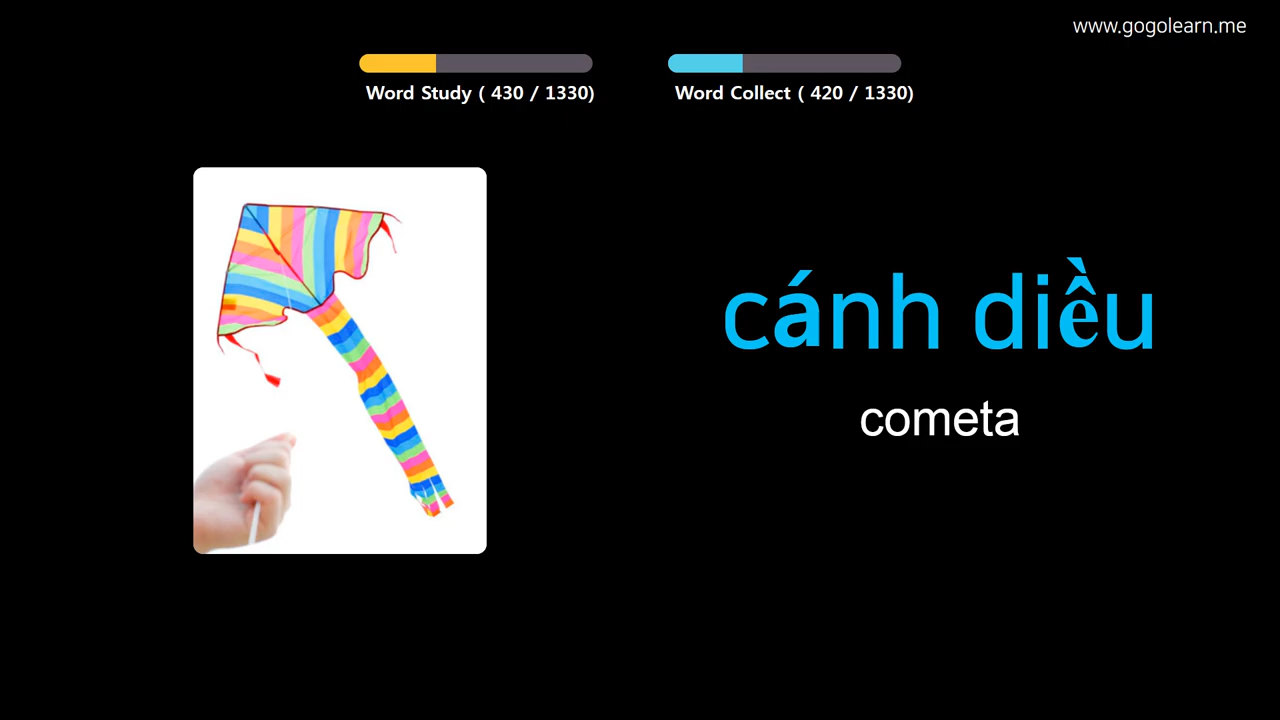 www.gogolearn.me
Word Study ( 430 / 1330)
Word Collect ( 420 / 1330)
cánh diều
cometa